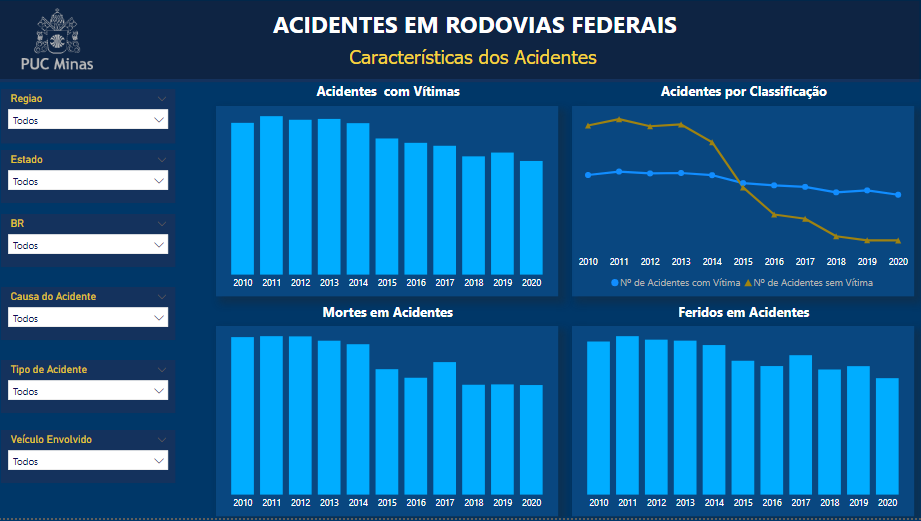 ACIDENTES EM RODOVIAS FEDERAIS
Características dos Acidentes
PUC Minas
Regiao
Todos
Estado
Todos
BR
Todos
Causa do Acidente
Todos
Tipo de Acidente
Todos
Veículo Envolvido
Todos
Acidentes com Vítimas
2010 2011 2012 2013 2014 2015 2016 2017 2018 2019 2020
Acidentes por Classificação
2010 2011 2012 2013 2014 2015 2016 2017 2018 2019 2020
Nº de Acidentes com Vítima Nº de Acidentes sem Vítima
Mortes em Acidentes
2010 2011 2012 2013 2014 2015 2016 2017 2018 2019 2020
Feridos em Acidentes
2010 2011 2012 2013 2014 2015 2016 2017 2018 2019 2020